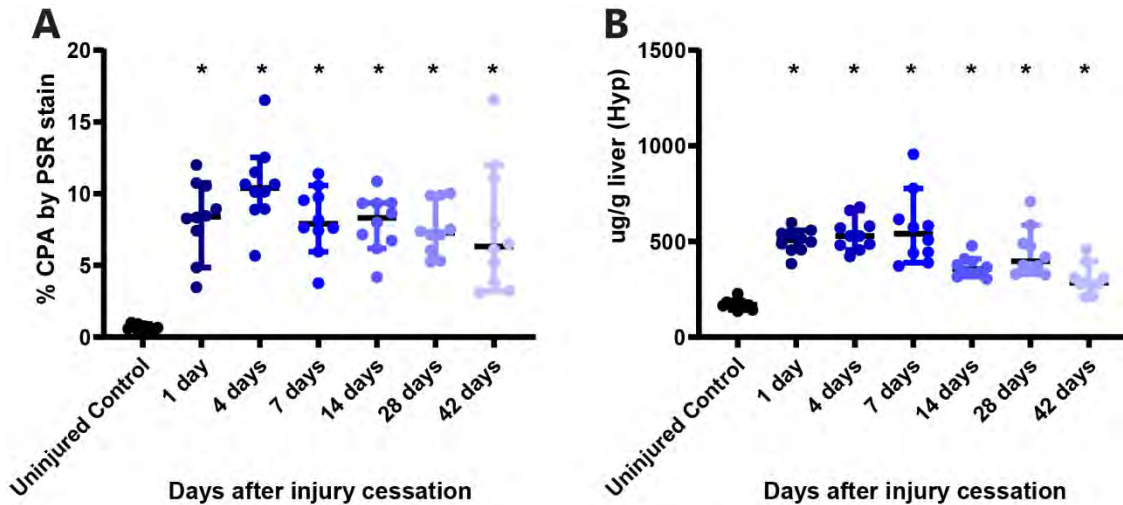 A
% CPA by PSR stain
20
15
10
5
0
* * * * * *
Uninjured Control
1 day
4 days
7 days
14 days
28 days
42 days
Days after injury cessation
B
ug/g liver (Hyp)
1500
1000
500
0
* * * * * *
Uninjured Control
1 day
4 days
7 days
14 days
28 days
42 days
Days after injury cessation